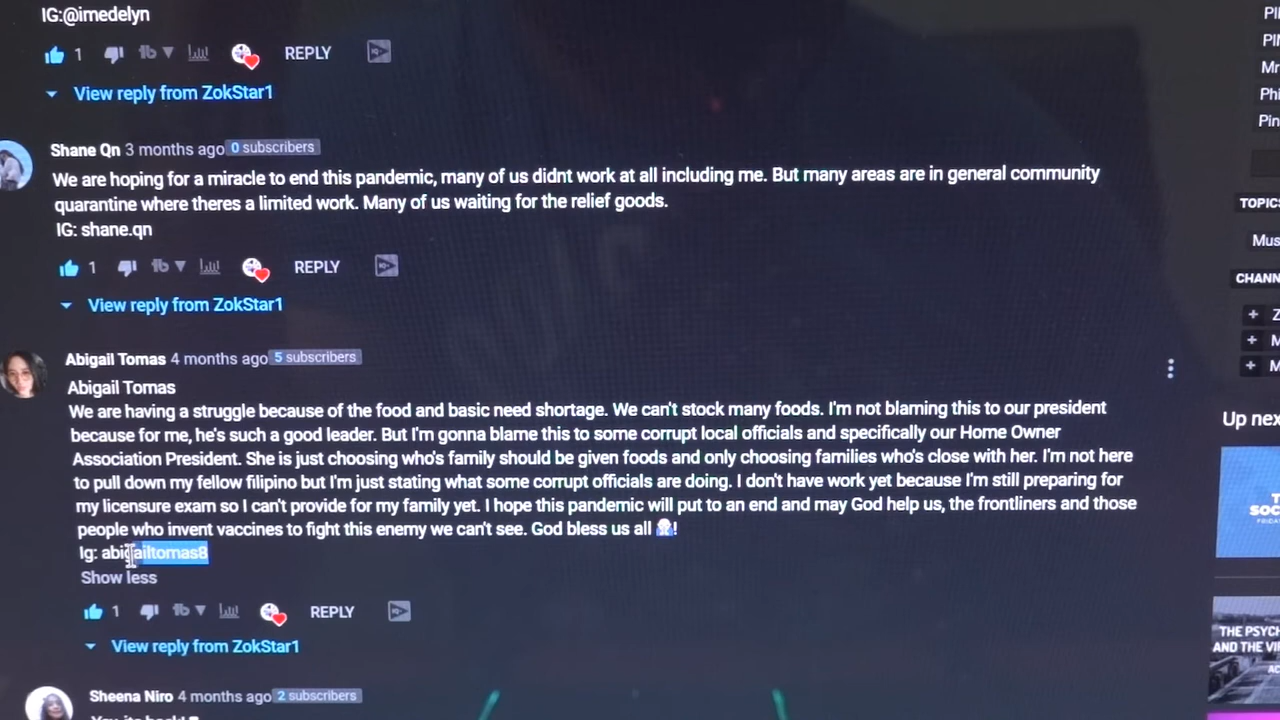 IG:@imedelyn
1
REPLY
View reply from ZokStar1
Shane Qn 3 months ago 0 subscribers
We are hoping for a miracle to end this pandemic, many of us didnt work at all including me. But many areas are in general community
quarantine where theres a limited work. Many of us waiting for the relief goods.
IG: shane.qn
1
REPLY
View reply from ZokStar1
Abigail Tomas 4 months ago 5 subscribers
Abigail Tomas
We are having a struggle because of the food and basic need shortage. We can't stock many foods. I'm not blaming this to our president
because for me, he's such a good leader. But I'm gonna blame this to some corrupt local officials and specifically our Home Owner
Association President. She is just choosing who's family should be given foods and only choosing families who's close with her. I'm not here
to pull down my fellow filipino but I'm just stating what some corrupt officials are doing. I don't have work yet because I'm still preparing for
my licensure exam so I can't provide for my family yet. I hope this pandemic will put to an end and may God help us, the frontliners and those
people who invent vaccines to fight this enemy we can't see. God bless us all !
Ig: abigailtomas8
Show less
1
REPLY
View reply from ZokStar1
Sheena Niro 4 months ago 2 subscribers
Mr
Phi
Pin
TOPICS
Mus
CHANN
+ Z
+ M
+ M
Up nex
THE PSYCH
AND THE VI